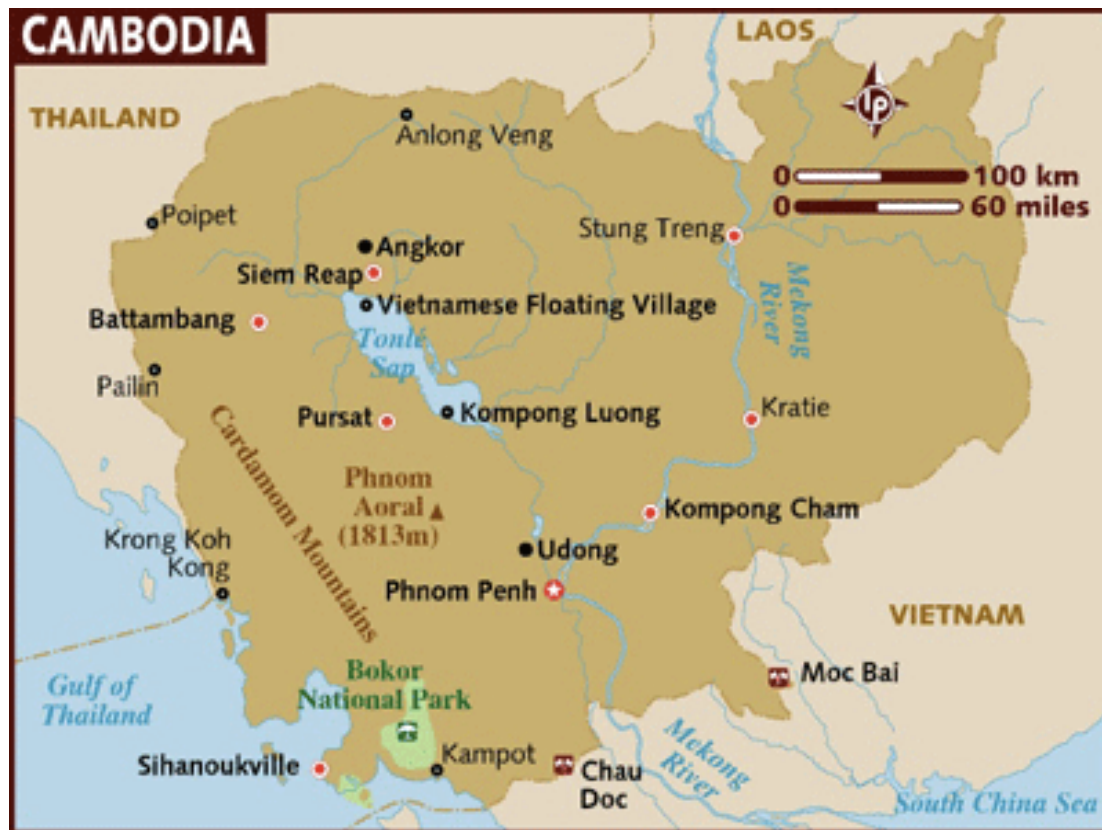 CAMBODIA
LAOS
THAILAND
LP
Anlong Veng
0 100 km
0 60 miles
Poipet
Stung Treng
Angkor
Siem Reap
Mekong
River
Vietnamese Floating Village
Battambang
Tonlé
Sap
Pailin
Pursat
Kompong Luong
Kratie
Cardamom Mountains
Phnom
Aoral
(1813m)
Kompong Cham
Krong Koh
Kong
Udong
Phnom Penh
VIETNAM
Bokor
National Park
Moc Bai
Gulf of
Thailand
Mekong
River
Sihanoukville
Kampot
Chau
Doc
South China Sea